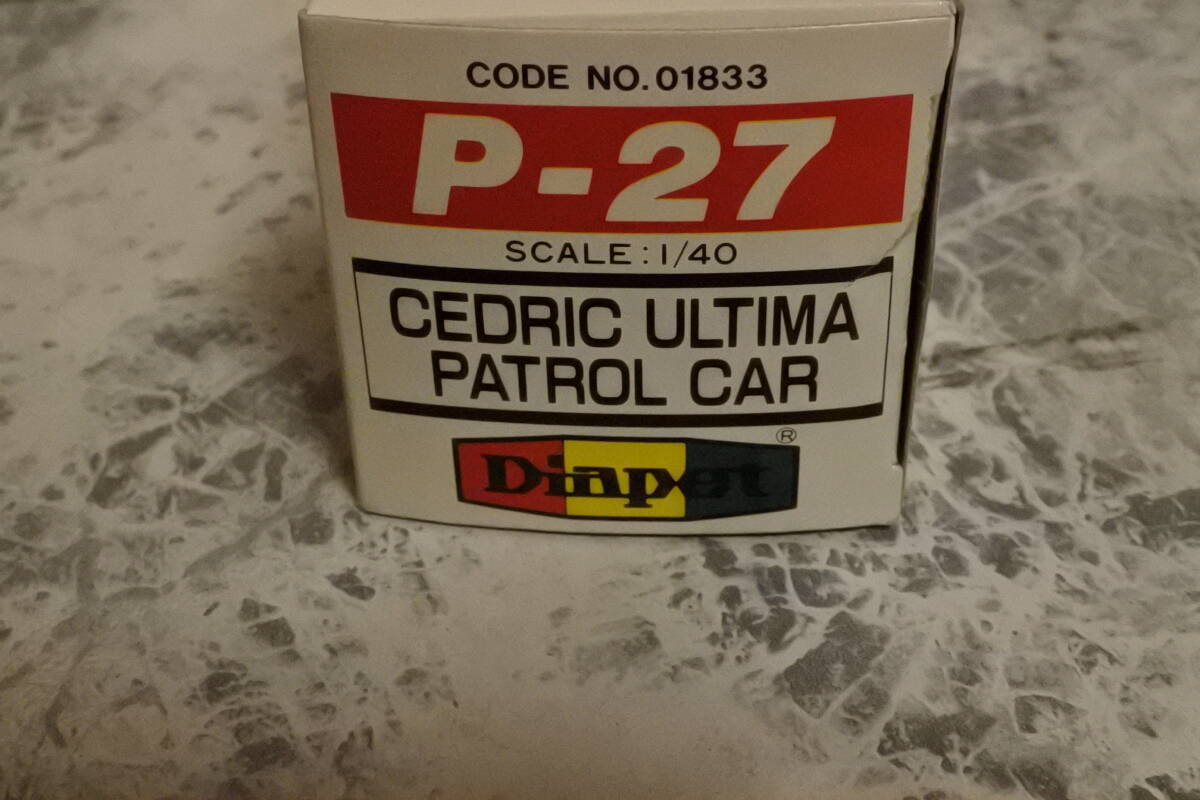 CODE NO. 01833
P-27
SCALE : 1/40
CEDRIC ULTIMA
PATROL CAR
®
Diapet